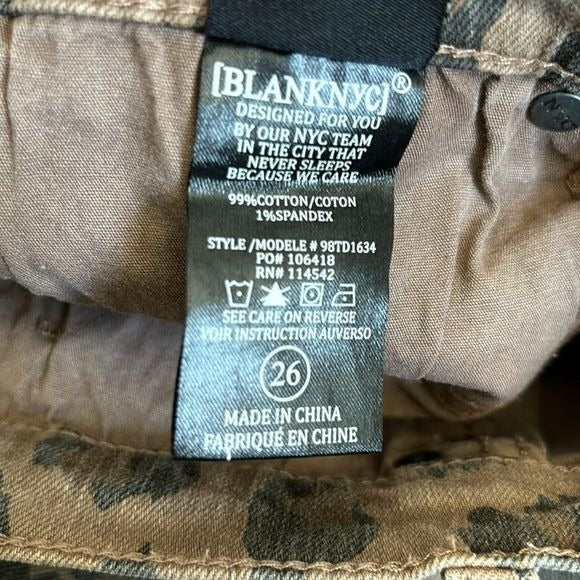 [BLANKNYC]®
DESIGNED FOR YOU
BY OUR NYC TEAM
IN THE CITY THAT
NEVER SLEEPS
BECAUSE WE CARE
99%COTTON/COTON
1%SPANDEX
STYLE /MODELE # 98TD1634
PO# 106418
RN# 114542
SEE CARE ON REVERSE
VOIR INSTRUCTION AUVERSO
26
MADE IN CHINA
FABRIQUÉ EN CHINE